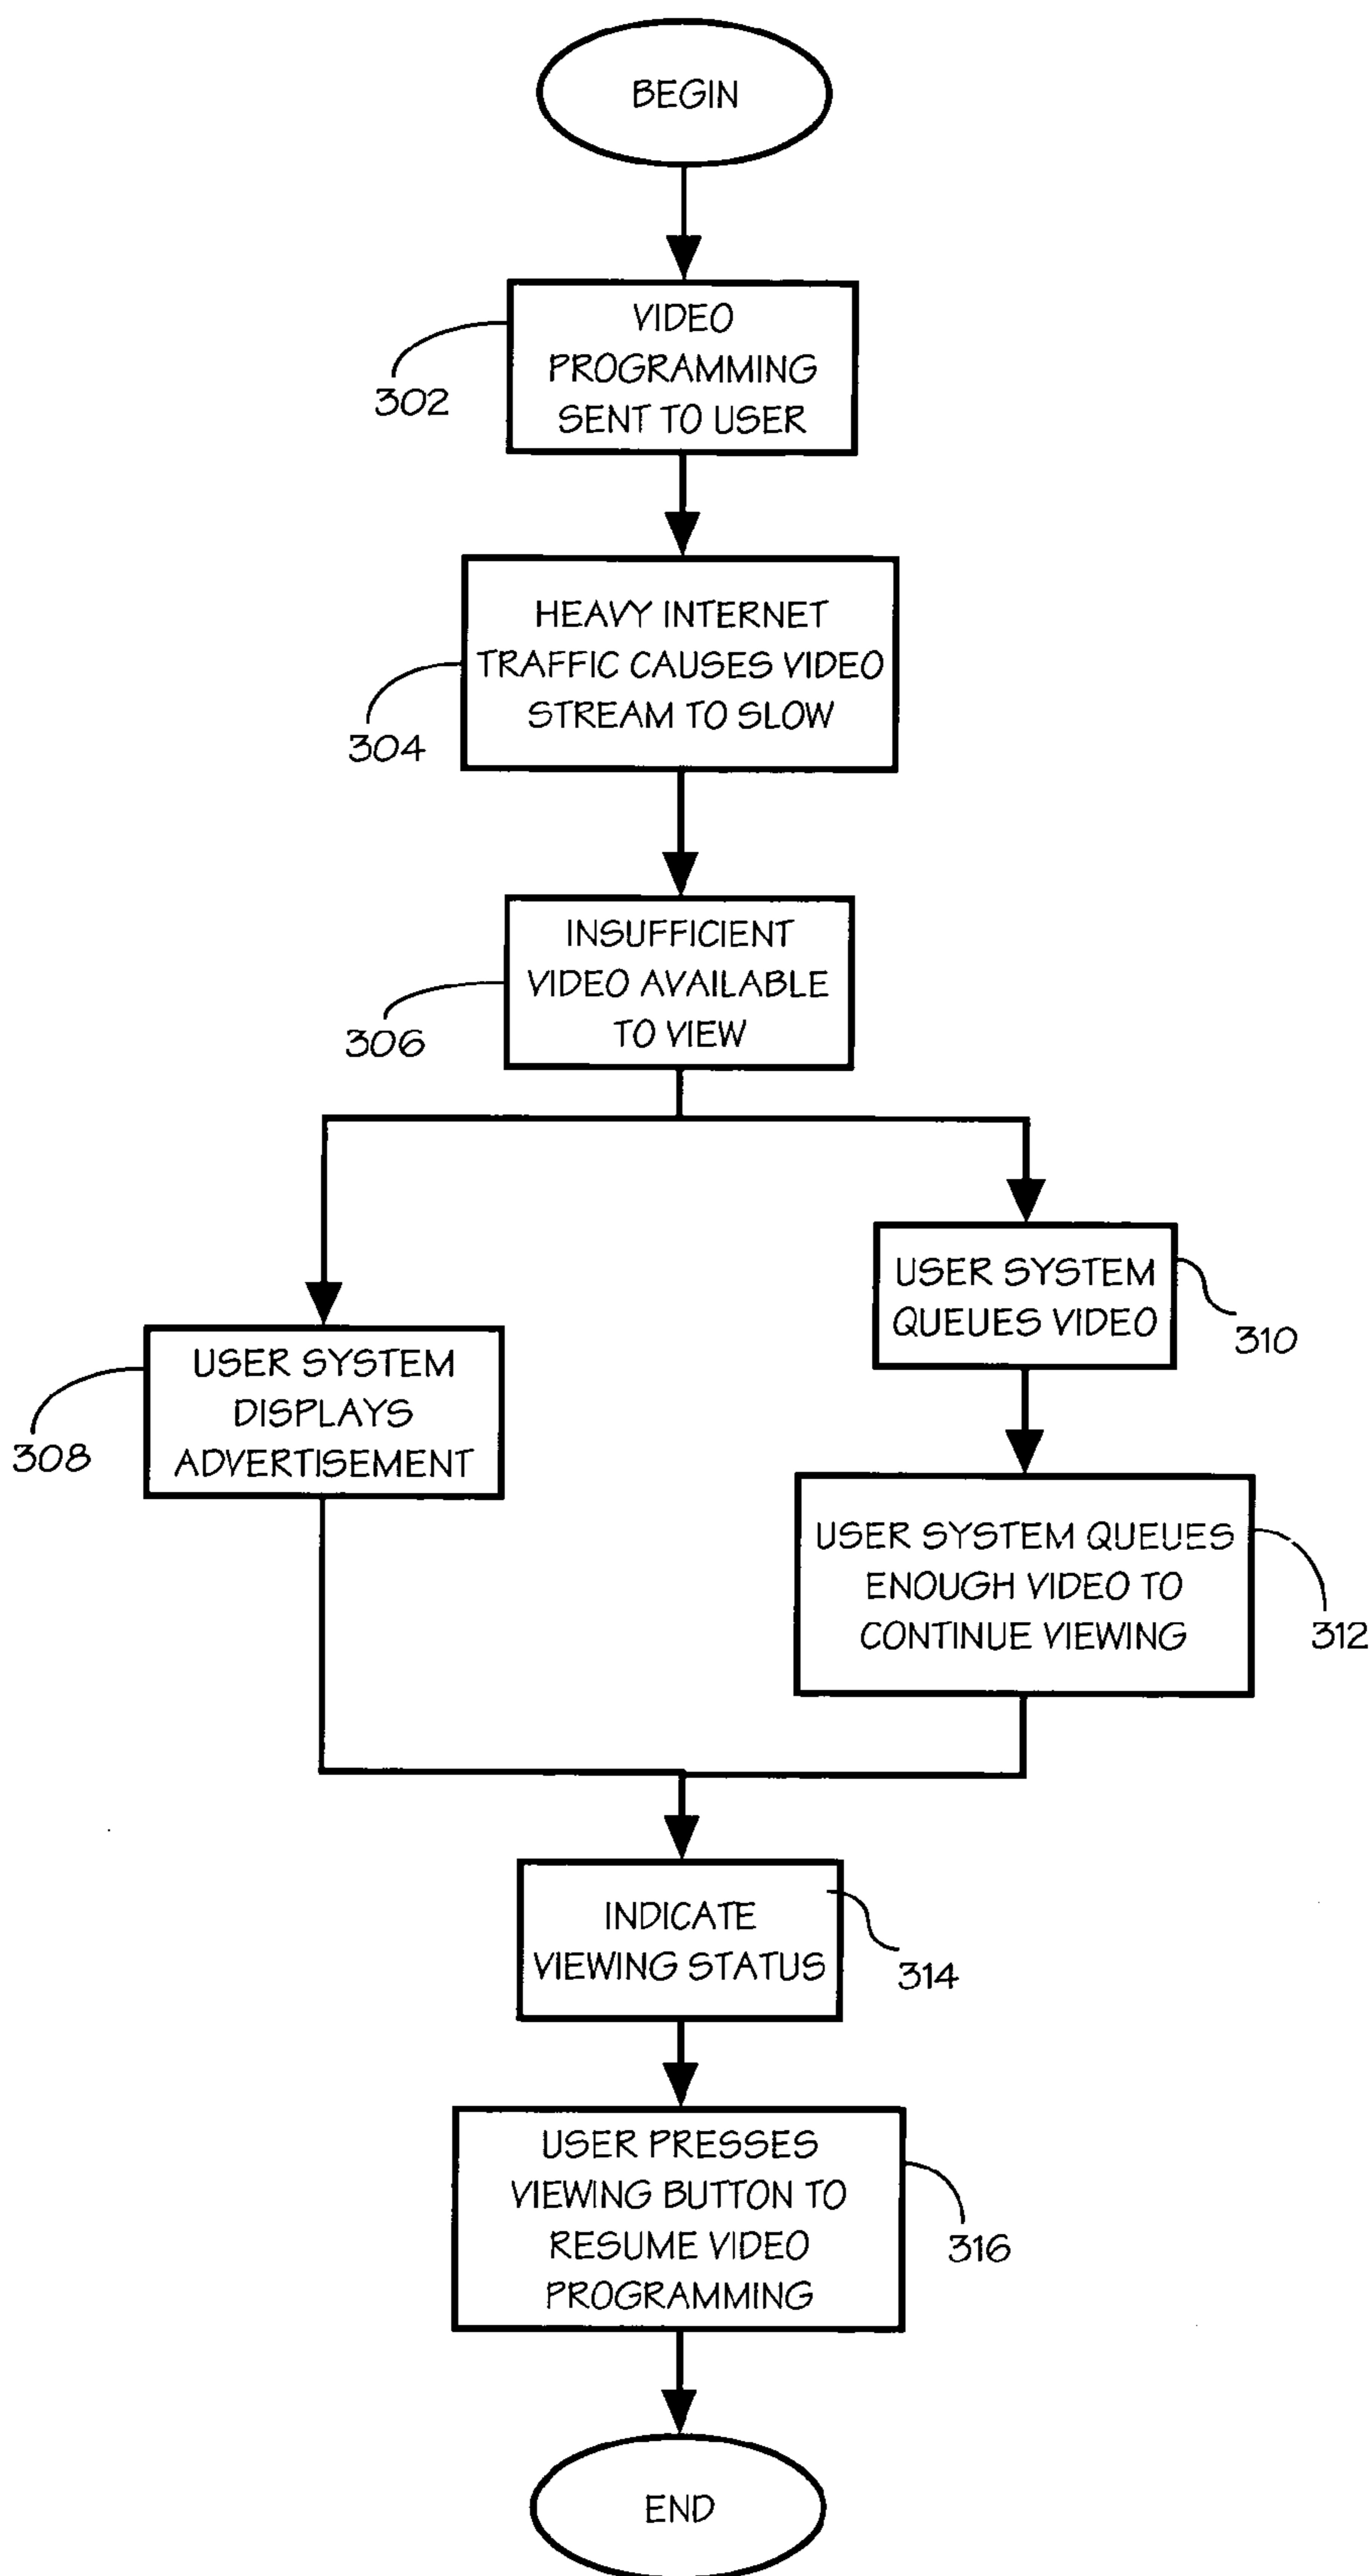 BEGIN
VIDEO
PROGRAMMING
SENT TO USER
302
HEAVY INTERNET
TRAFFIC CAUSES VIDEO
STREAM TO SLOW
304
INSUFFICIENT
VIDEO AVAILABLE
TO VIEW
306
USER SYSTEM
DISPLAYS
ADVERTISEMENT
308
USER SYSTEM
QUEUES VIDEO
310
USER SYSTEM QUEUES
ENOUGH VIDEO TO
CONTINUE VIEWING
312
INDICATE
VIEWING STATUS
314
USER PRESSES
VIEWING BUTTON TO
RESUME VIDEO
PROGRAMMING
316
END